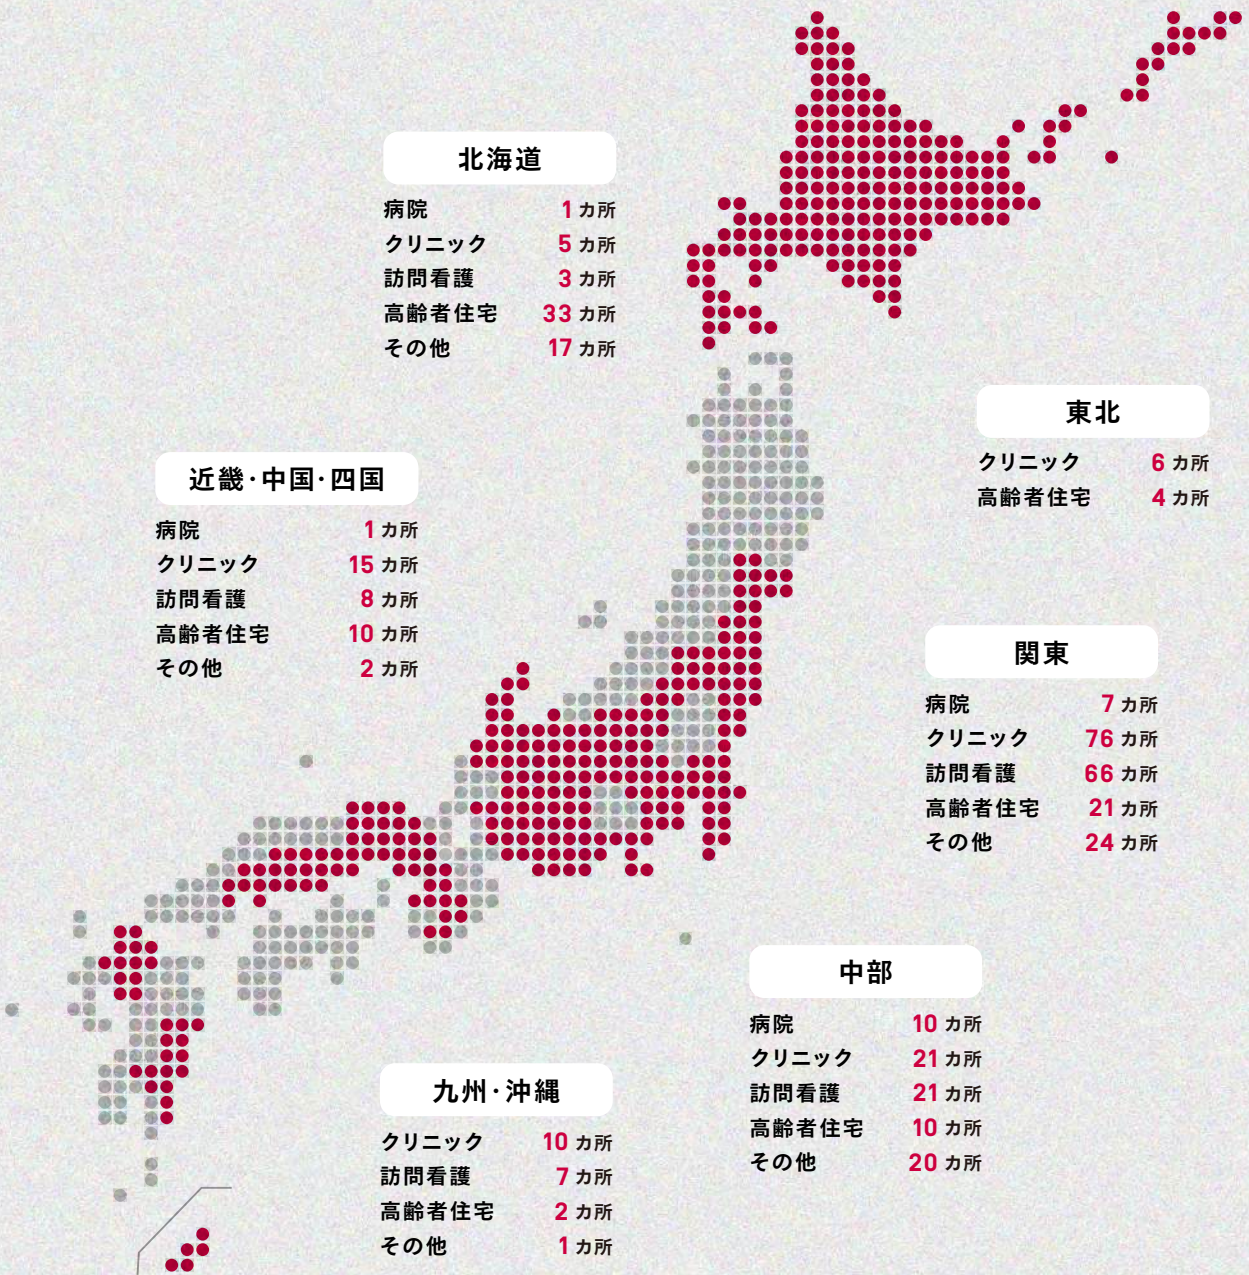 北海道
病院 1 カ所
クリニック 5 カ所
訪問看護 3 カ所
高齢者住宅 33 カ所
その他 17 カ所
東北
クリニック 6 カ所
高齢者住宅 4 カ所
近畿·中国·四国
病院 1 カ所
クリニック 15 カ所
訪問看護 8 カ所
高齢者住宅 10 カ所
その他 2 カ所
関東
病院 7 カ所
クリニック 76 カ所
訪問看護 66 カ所
高齢者住宅 21 カ所
その他 24 カ所
中部
病院 10 カ所
クリニック 21 カ所
訪問看護 21 カ所
高齢者住宅 10 カ所
その他 20 カ所
九州·沖縄
クリニック 10 カ所
訪問看護 7 カ所
高齢者住宅 2 カ所
その他 1 カ所